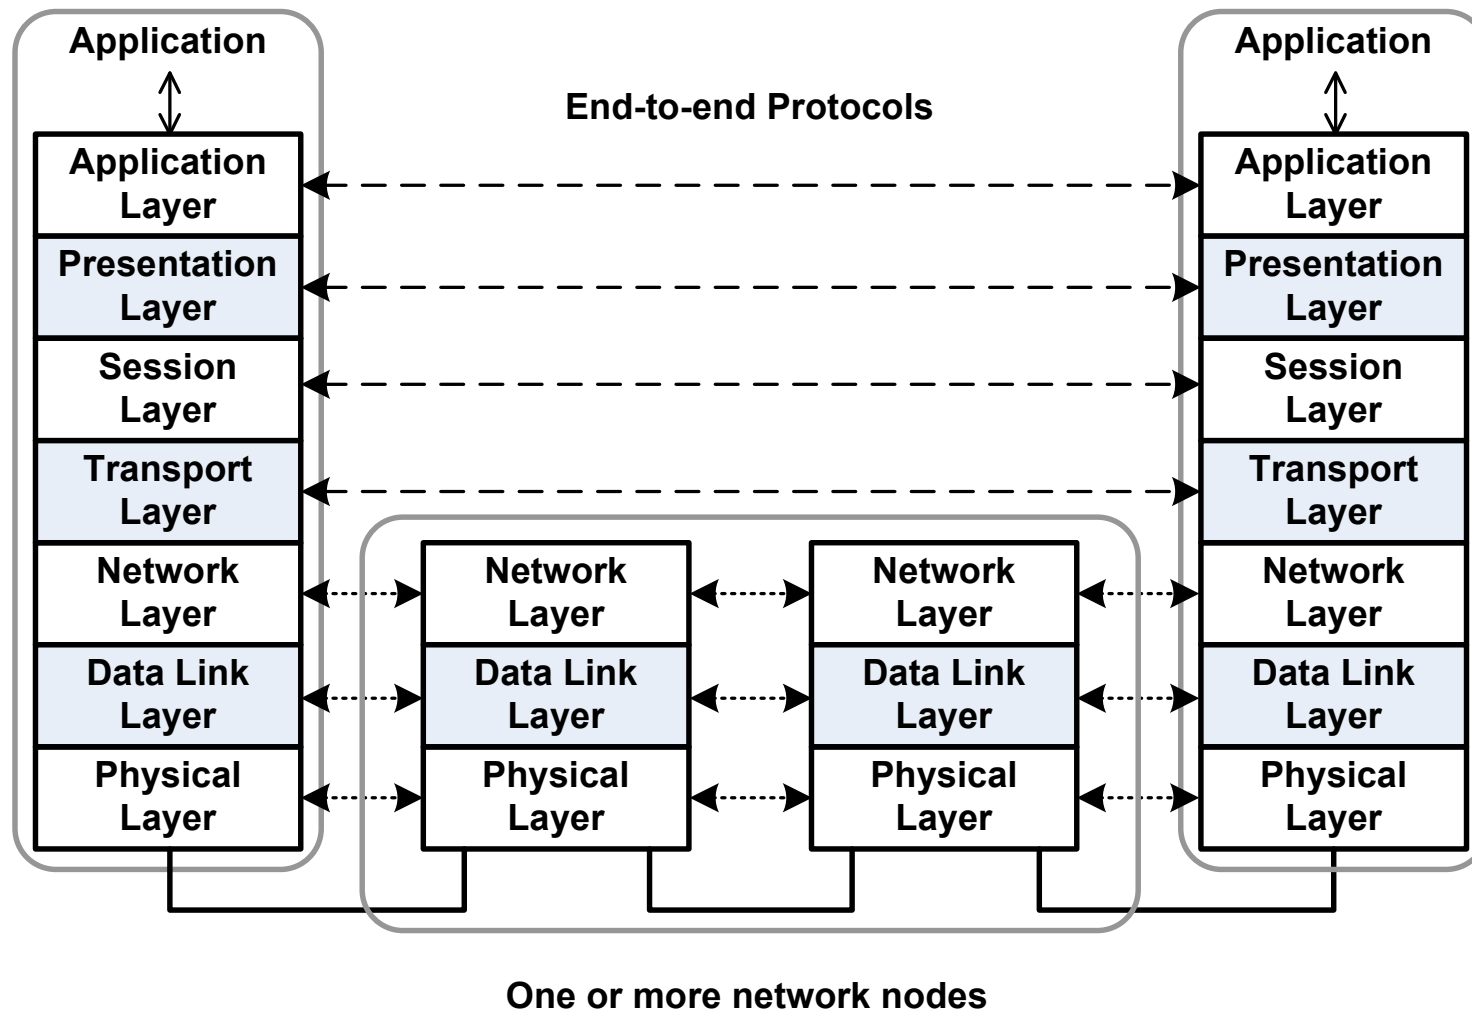 Application
Application
End-to-end Protocols
Application
Layer
Application
Layer
Presentation
Layer
Presentation
Layer
Session
Layer
Session
Layer
Transport
Layer
Transport
Layer
Network
Layer
Network
Layer
Network
Layer
Network
Layer
Data Link
Layer
Data Link
Layer
Data Link
Layer
Data Link
Layer
Physical
Layer
Physical
Layer
Physical
Layer
Physical
Layer
One or more network nodes